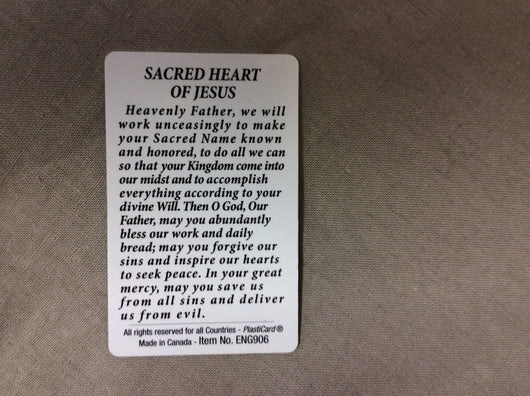 SACRED HEART
OF JESUS
Heavenly Father, we will
work unceasingly to make
your Sacred Name known
and honored, to do all we can
so that your Kingdom come into
our midst and to accomplish
everything according to your
divine Will. Then O God, Our
Father, may you abundantly
bless our work and daily
bread; may you forgive our
sins and inspire our hearts
to seek peace. In your great
mercy, may you save us
from all sins and deliver
us from evil.
All rights reserved for all Countries - PlastiCard®
Made in Canada - Item No. ENG906